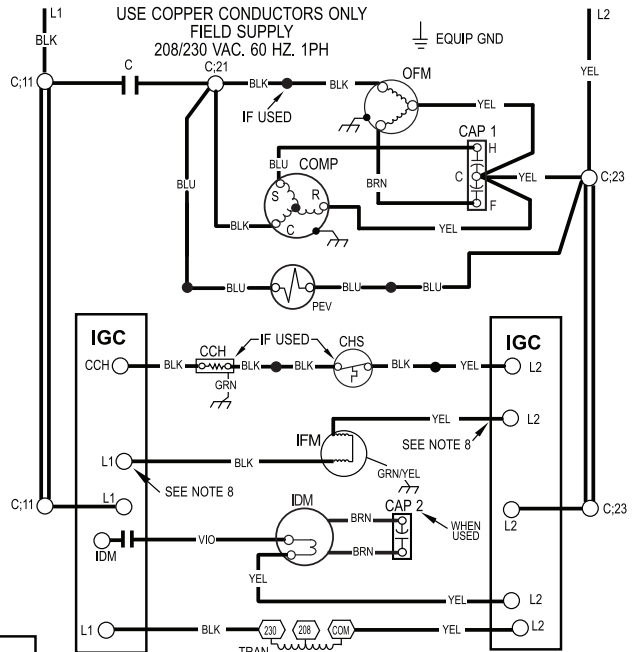 L1
USE COPPER CONDUCTORS ONLY
FIELD SUPPLY
208/230 VAC. 60 HZ. 1PH
EQUIP GND
L2
BLK
YEL
C;11
C
C;21
BLK
IF USED
BLK
OFM
YEL
CAP 1
H
C
F
YEL
C;23
BLU
BLU
COMP
S
R
C
BRN
BLK
YEL
BLU
BLU
BLU
PEV
IGC
IGC
CCH
BLK
CCH
GRN
IF USED
BLK
BLK
CHS
BLK
YEL
L2
YEL
L2
IFM
SEE NOTE 8
L1
BLK
GRN/YEL
SEE NOTE 8
C;11
L1
IDM
BRN
CAP 2
WHEN
USED
L2
C;23
IDM
VIO
BRN
YEL
YEL
L2
L1
BLK
230
208
COM
YEL
L2
TRAN